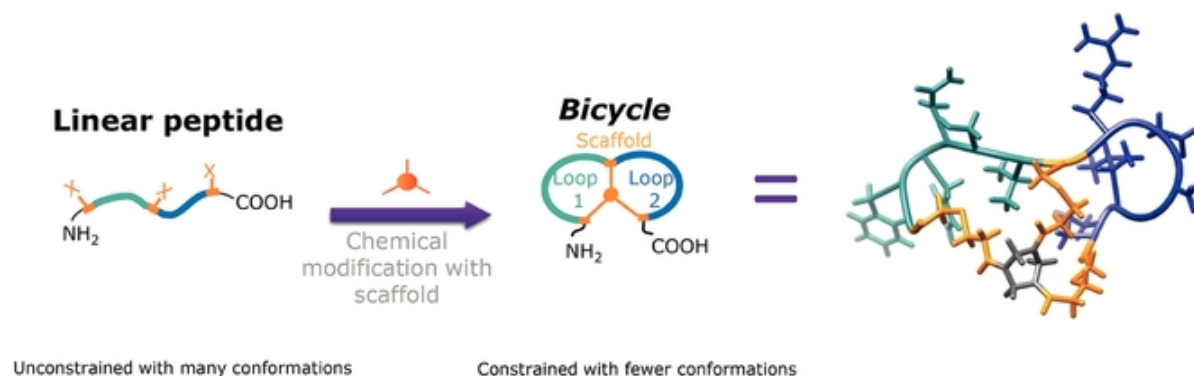 Linear peptide
X
X
X
NH₂
COOH
Chemical
modification with
scaffold
Bicycle
Scaffold
Loop
1
Loop
2
NH₂
COOH
=
Unconstrained with many conformations
Constrained with fewer conformations